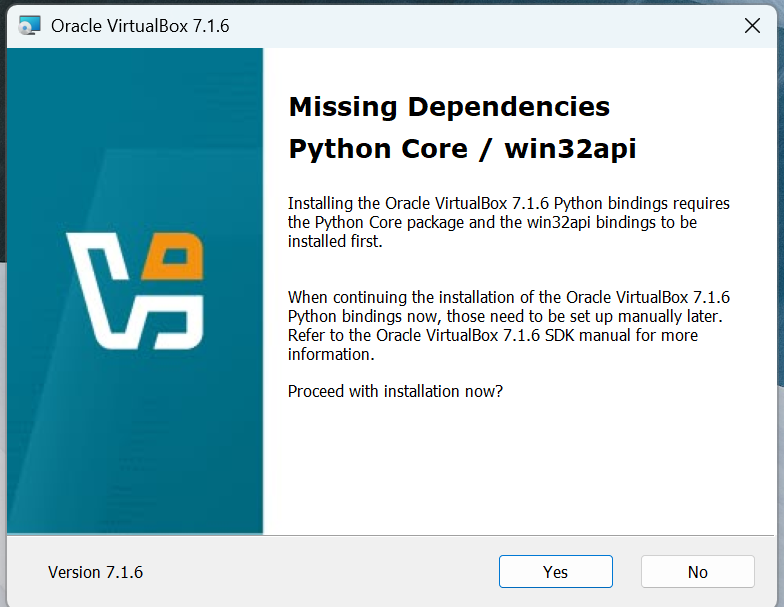 Oracle VirtualBox 7.1.6
Missing Dependencies
Python Core / win32api
Installing the Oracle VirtualBox 7.1.6 Python bindings requires
the Python Core package and the win32api bindings to be
installed first.
When continuing the installation of the Oracle VirtualBox 7.1.6
Python bindings now, those need to be set up manually later.
Refer to the Oracle VirtualBox 7.1.6 SDK manual for more
information.
Proceed with installation now?
Version 7.1.6
Yes
No